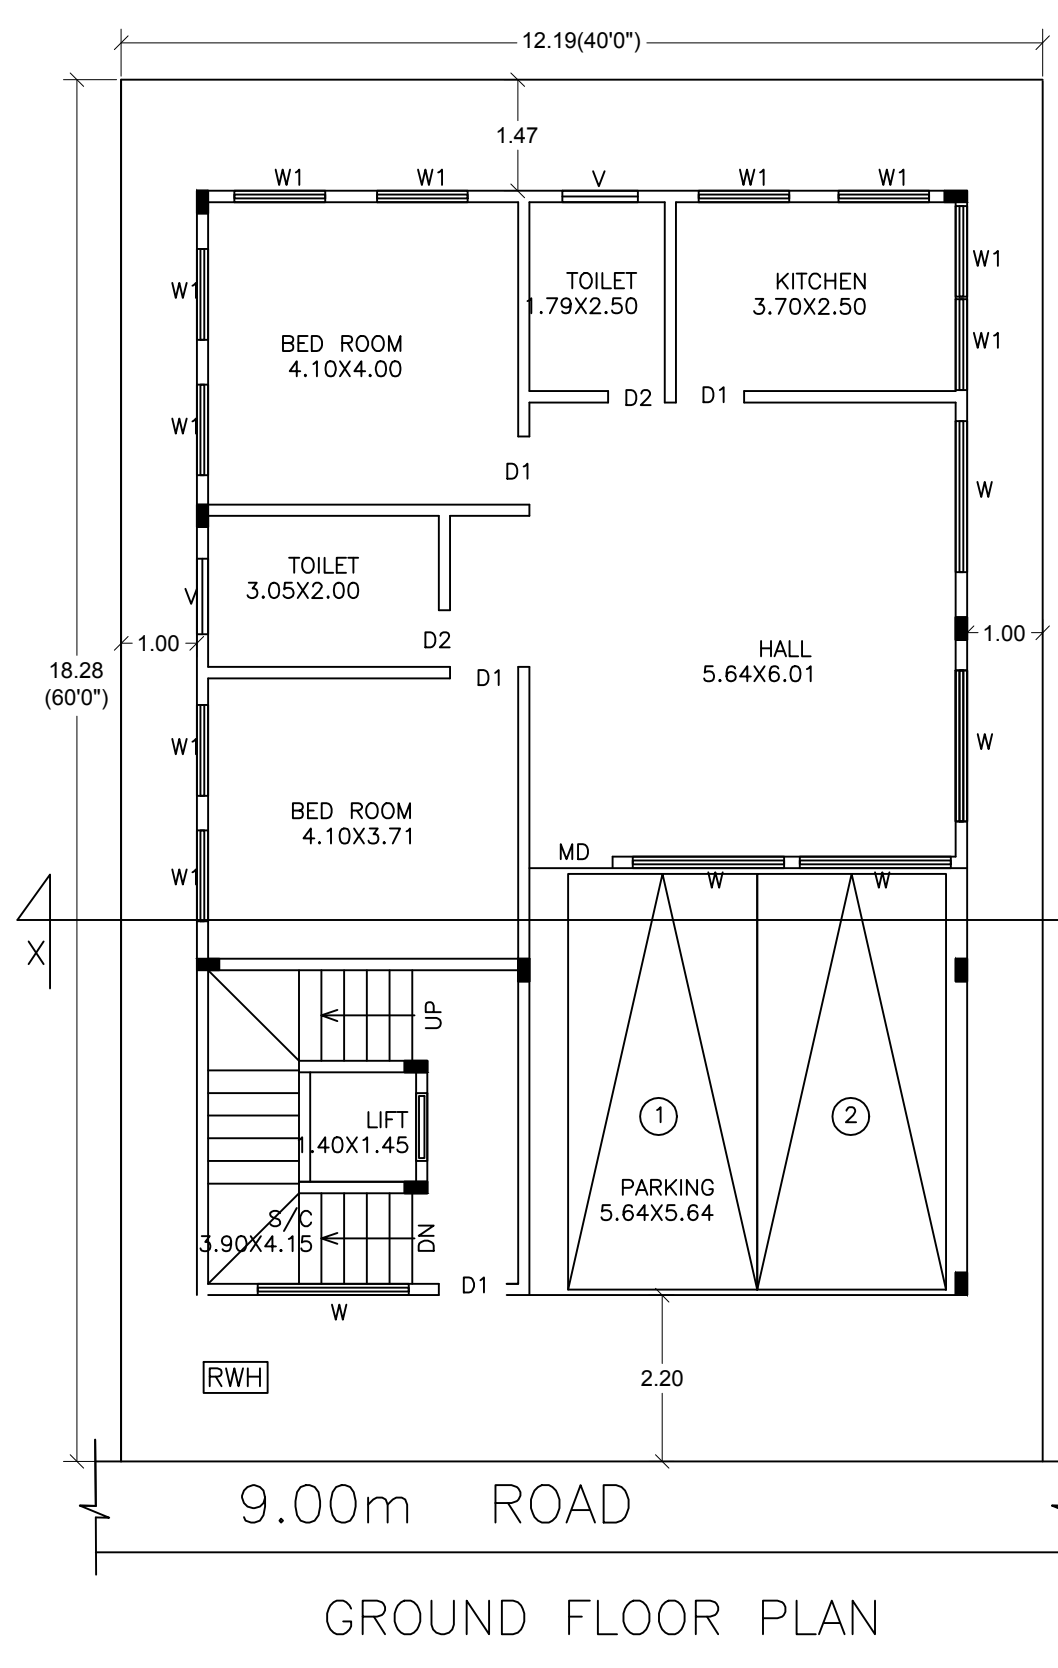 12.19(40'0")
1.47
W1
W1
V
W1
W1
W1
TOILET
1.79X2.50
KITCHEN
3.70X2.50
W1
W1
BED ROOM
4.10X4.00
W1
D2
D1
W1
D1
W
TOILET
3.05X2.00
V
1.00
D2
HALL
5.64X6.01
1.00
18.28
(60'0")
D1
W1
W
BED ROOM
4.10X3.71
MD
W1
W
W
X
UP
LIFT
1.40X1.45
1
2
PARKING
5.64X5.64
S/C
3.90X4.15
DN
D1
W
RWH
2.20
9.00m ROAD
GROUND FLOOR PLAN